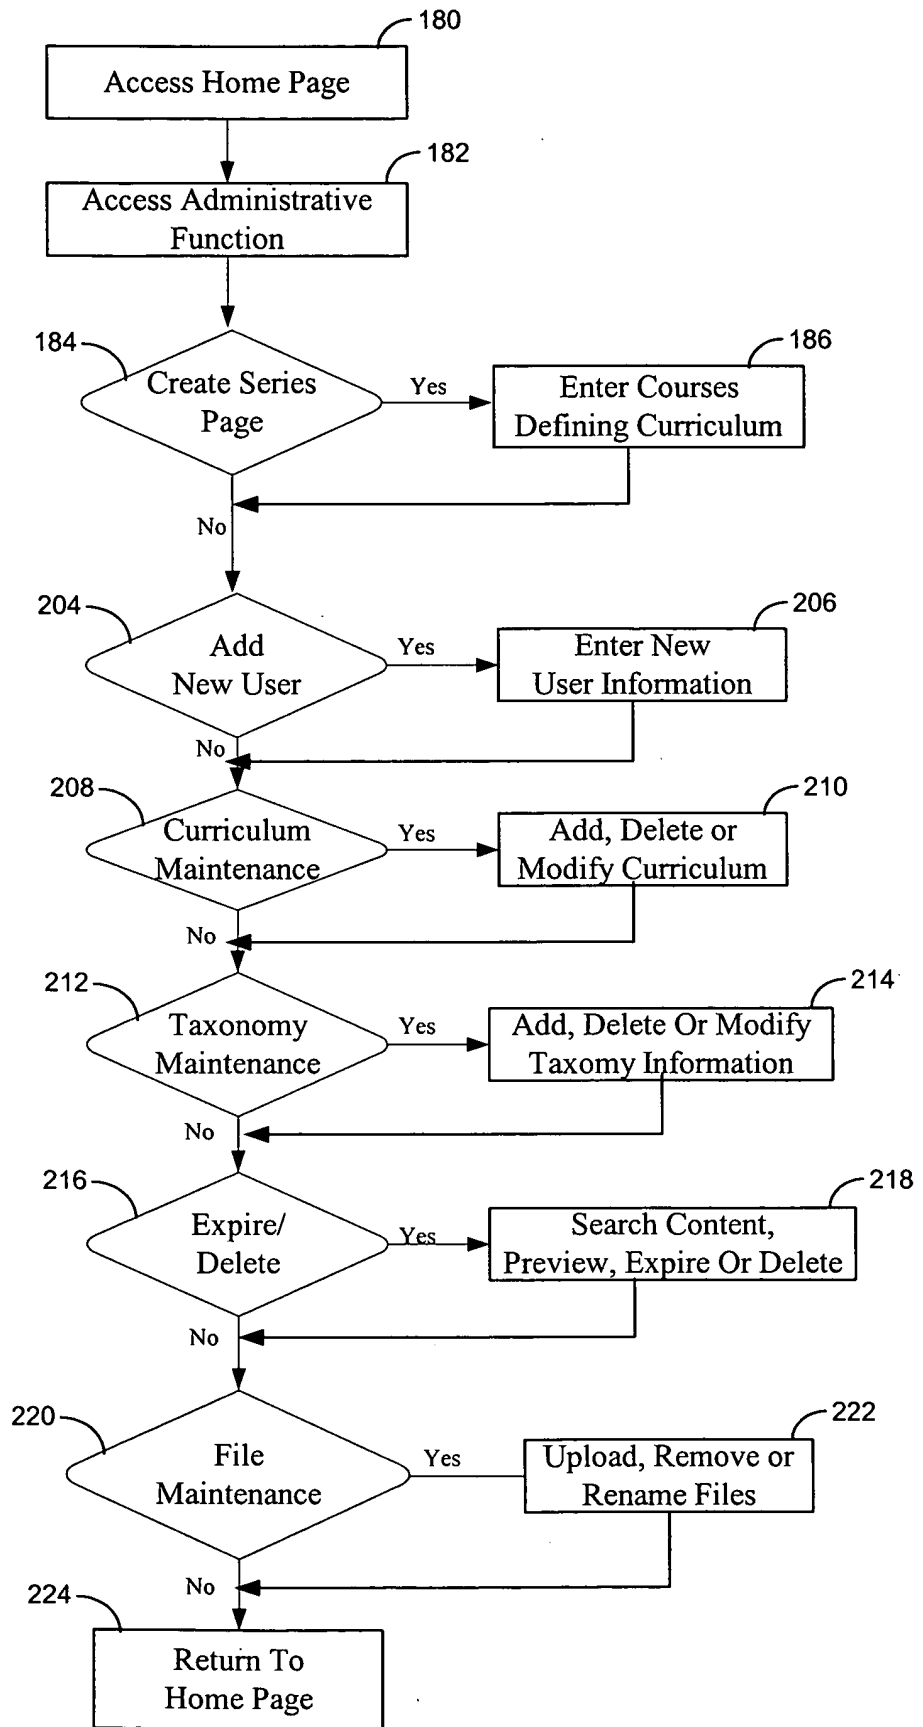 180
Access Home Page
182
Access Administrative
Function
184
Create Series
Page
Yes
186
Enter Courses
Defining Curriculum
No
204
Add
New User
Yes
206
Enter New
User Information
No
208
Curriculum
Maintenance
Yes
210
Add, Delete or
Modify Curriculum
No
212
Taxonomy
Maintenance
Yes
214
Add, Delete Or Modify
Taxomy Information
No
216
Expire/
Delete
Yes
218
Search Content,
Preview, Expire Or Delete
No
220
File
Maintenance
Yes
222
Upload, Remove or
Rename Files
No
224
Return To
Home Page